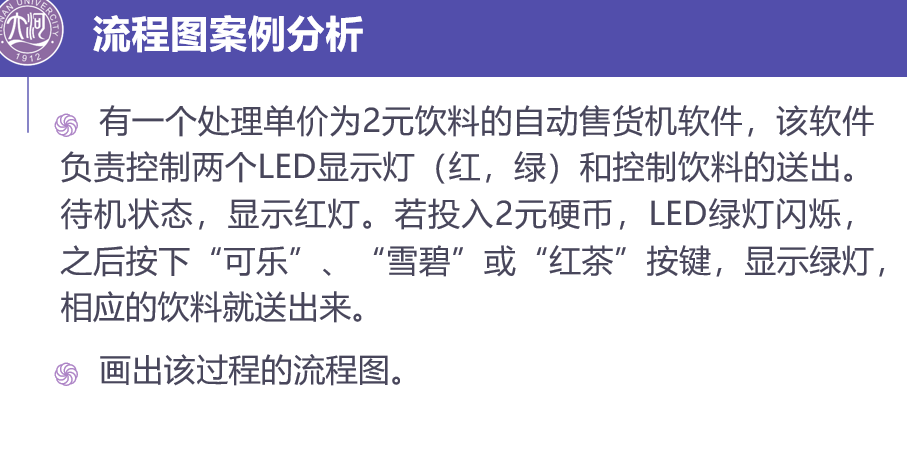 HENAN UNIVERCITY
大河
1912
流程图案例分析
有一个处理单价为2元饮料的自动售货机软件，该软件
负责控制两个LED显示灯（红，绿）和控制饮料的送出。
待机状态，显示红灯。若投入2元硬币，LED绿灯闪烁，
之后按下“可乐”、“雪碧”或“红茶”按键，显示绿灯，
相应的饮料就送出来。
画出该过程的流程图。